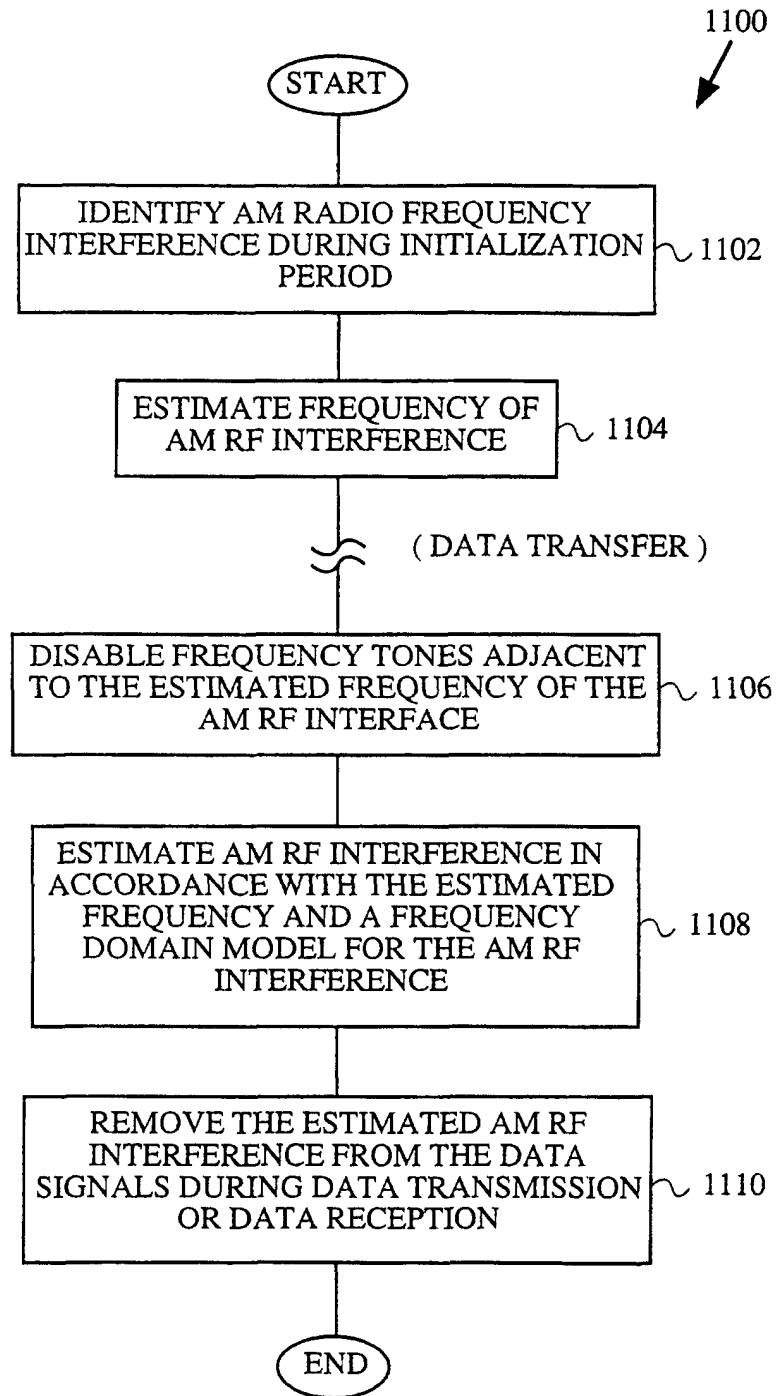 1100
START
IDENTIFY AM RADIO FREQUENCY
INTERFERENCE DURING INITIALIZATION
PERIOD
1102
ESTIMATE FREQUENCY OF
AM RF INTERFERENCE
1104
( DATA TRANSFER )
DISABLE FREQUENCY TONES ADJACENT
TO THE ESTIMATED FREQUENCY OF THE
AM RF INTERFACE
1106
ESTIMATE AM RF INTERFERENCE IN
ACCORDANCE WITH THE ESTIMATED
FREQUENCY AND A FREQUENCY
DOMAIN MODEL FOR THE AM RF
INTERFERENCE
1108
REMOVE THE ESTIMATED AM RF
INTERFERENCE FROM THE DATA
SIGNALS DURING DATA TRANSMISSION
OR DATA RECEPTION
1110
END